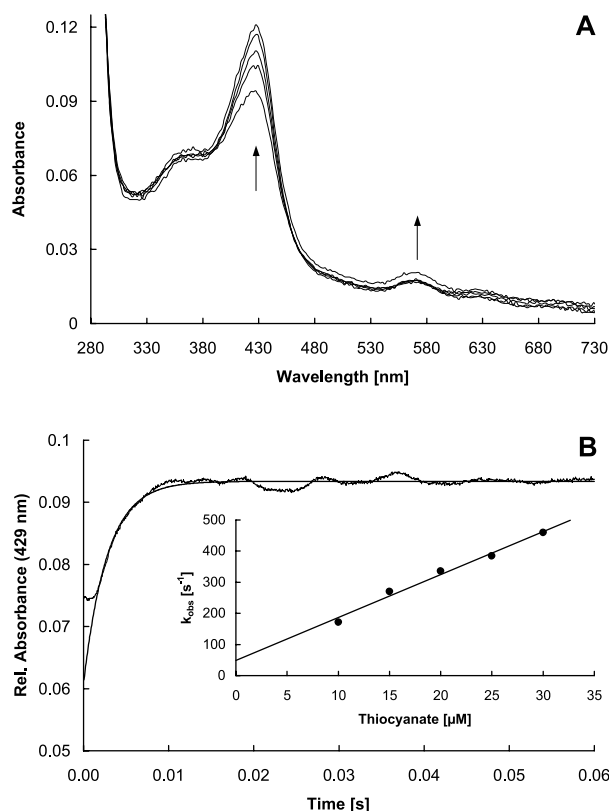 A
0.12
0.09
0.06
0.03
0
Absorbance
280 330 380 430 480 530 580 630 680 730
Wavelength [nm]
B
0.1
0.09
0.08
0.07
0.06
0.05
Rel. Absorbance (429 nm)
500
400
300
200
100
0
kobs [s-1]
0 5 10 15 20 25 30
Thiocyanate [µM]
0.00 0.01 0.02 0.03 0.04 0.05 0.06
Time [s]